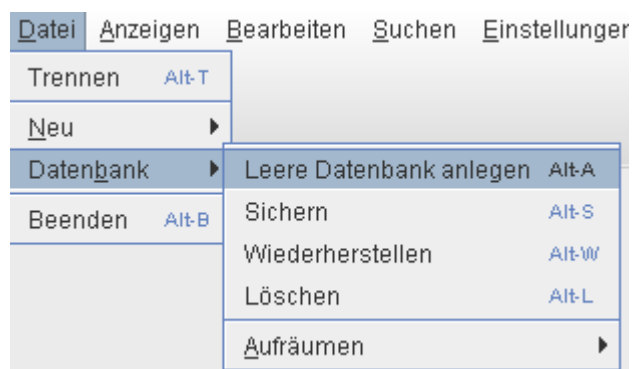 Datei Anzeigen Bearbeiten Suchen
Trennen Alt-T
Neu
Datenbank
Beenden Alt-B
Leere Datenbank anlegen Alt-A
Sichern Alt-S
Wiederherstellen Alt-W
Löschen Alt-L
Aufräumen